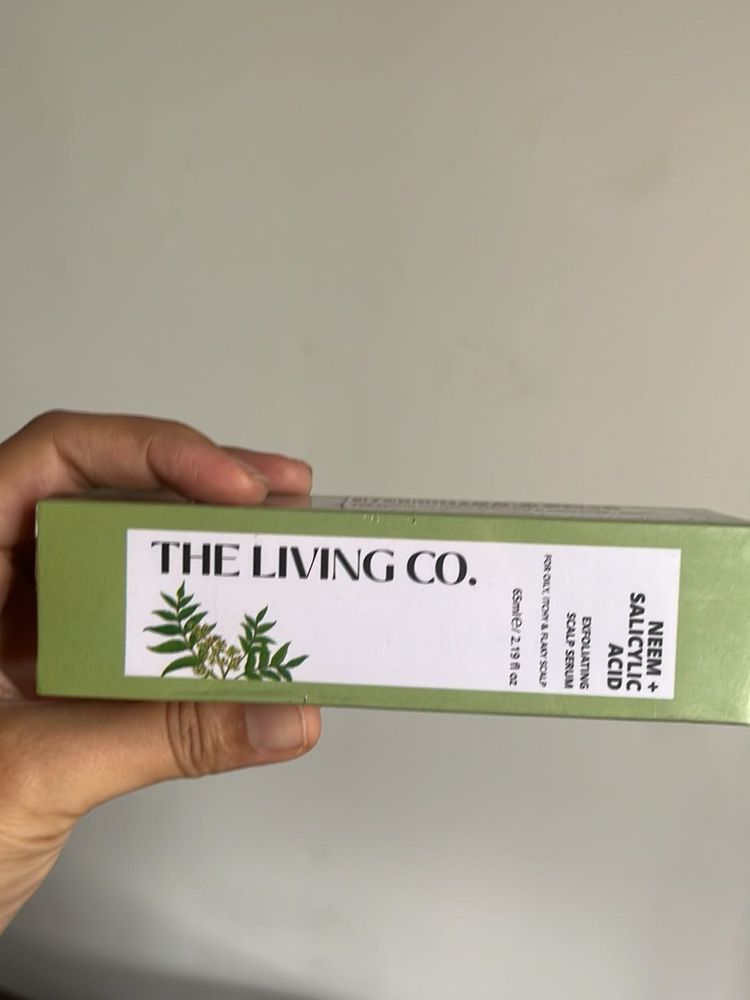 THE LIVING CO.
NEEM +
SALICYLIC
ACID
EXFOLIATING
SCALP SERUM
FOR OILY, ITCHY & FLAKY SCALP
65ml ℮ / 2.19 fl oz